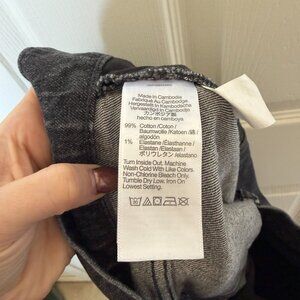 Made in Cambodia
Fabriqué Au Cambodge
Hergestellt In Kambodscha
Vervaardigd In Cambodja
カンボジア製
hecho en camboya
99% Cotton /Coton /
Baumwolle /Katoen / 綿 /
algodón
1% Elastane /Elasthanne /
Elastan /Elastaan /
ポリウレタン /elastano
Turn Inside Out. Machine
Wash Cold With Like Colors.
Non-Chlorine Bleach Only.
Tumble Dry Low. Iron On
Lowest Setting.